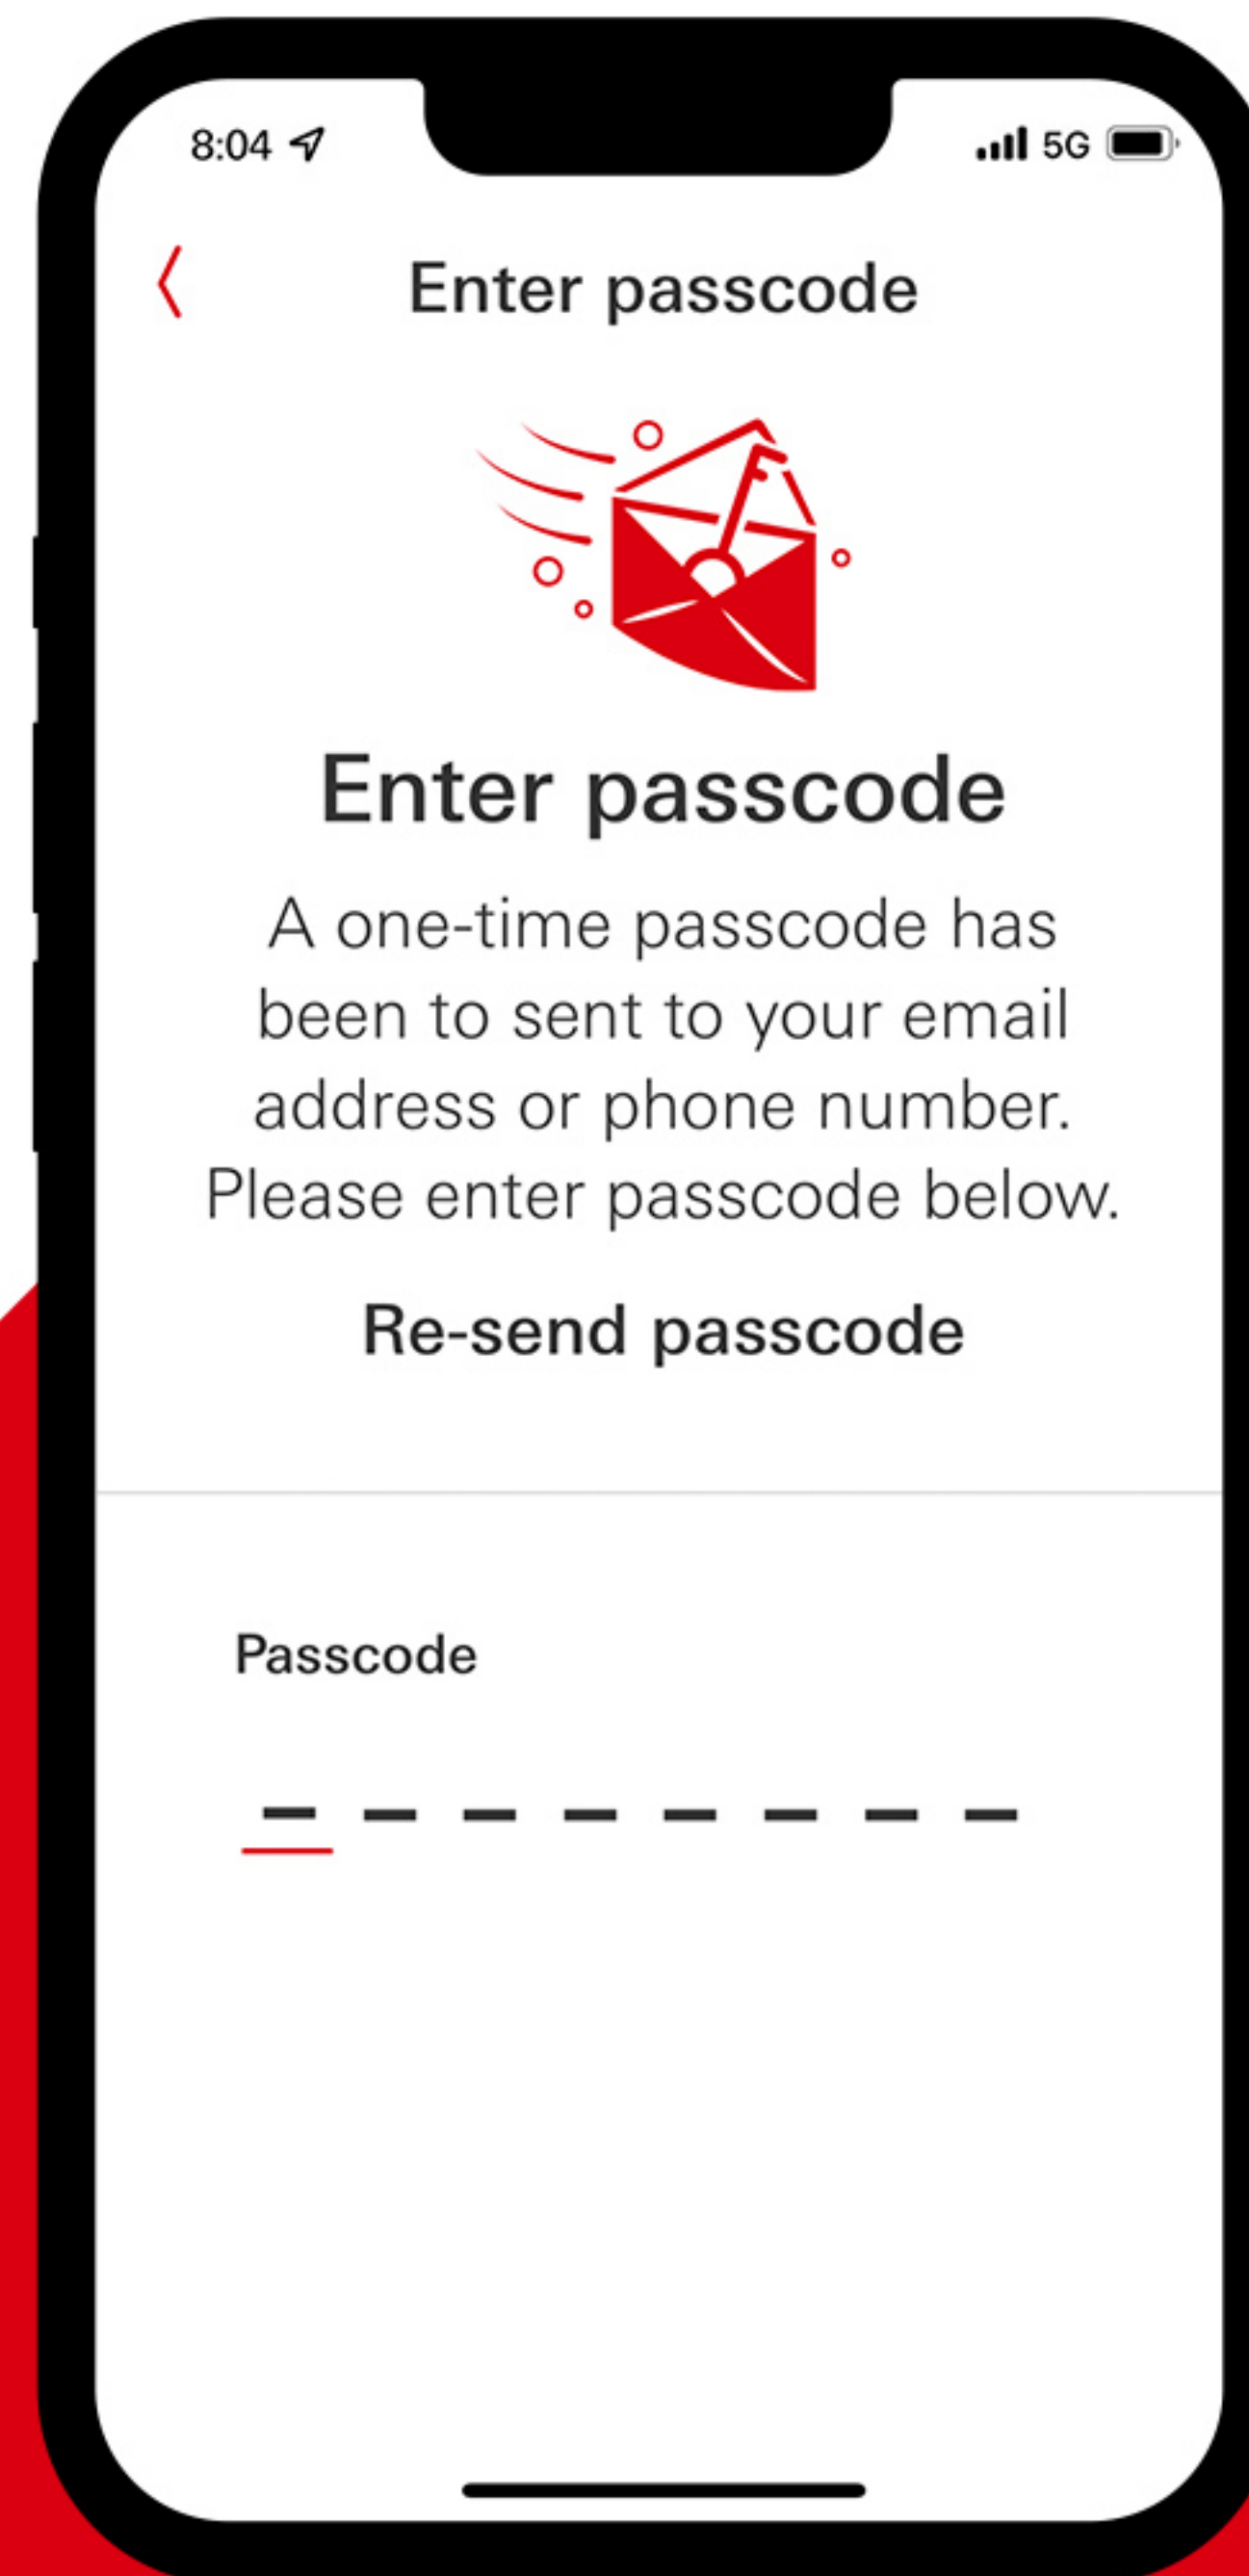 8:04
5G
Enter passcode
Enter passcode
A one-time passcode has
been to sent to your email
address or phone number.
Please enter passcode below.
Re-send passcode
Passcode